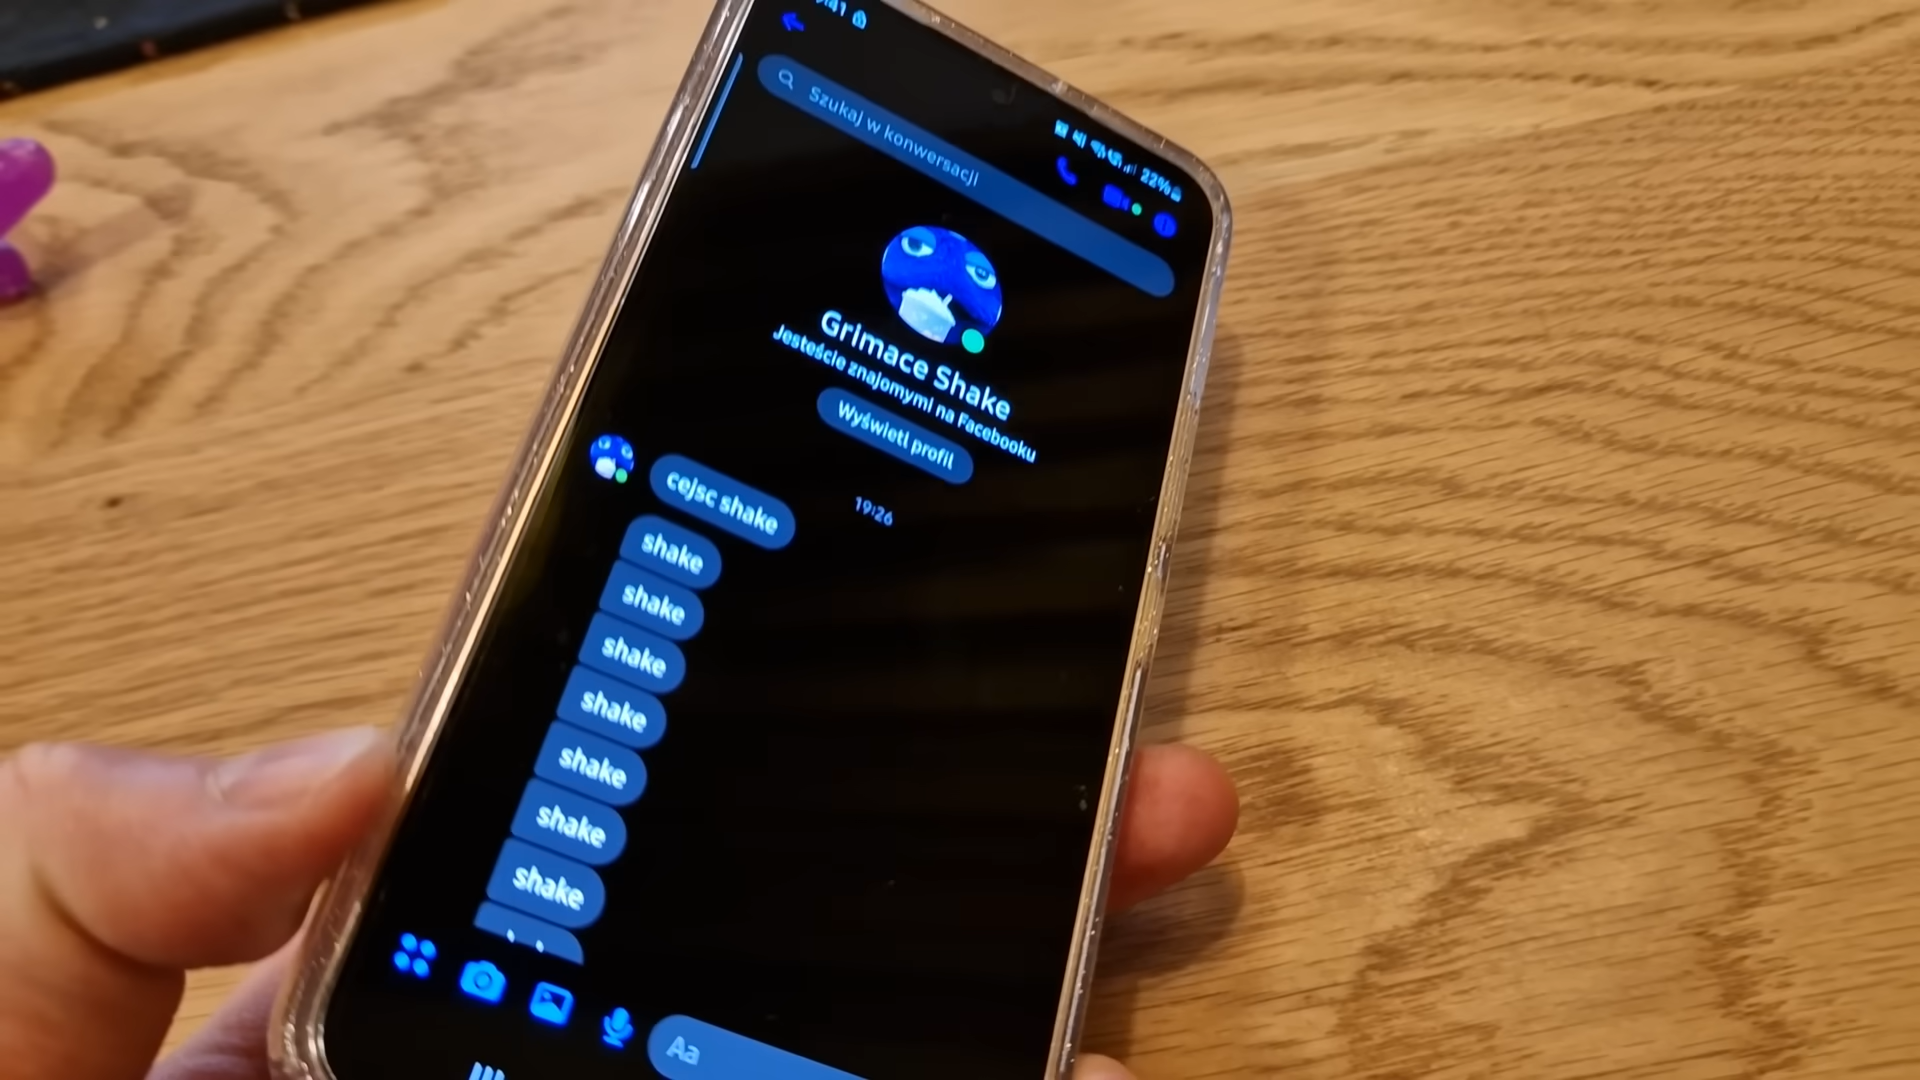 22%
Szukaj w konwersacji
Grimace Shake
Jesteście znajomymi na Facebooku
Wyświetl profil
19:26
cejsc shake
shake
shake
shake
shake
shake
shake
shake
Aa